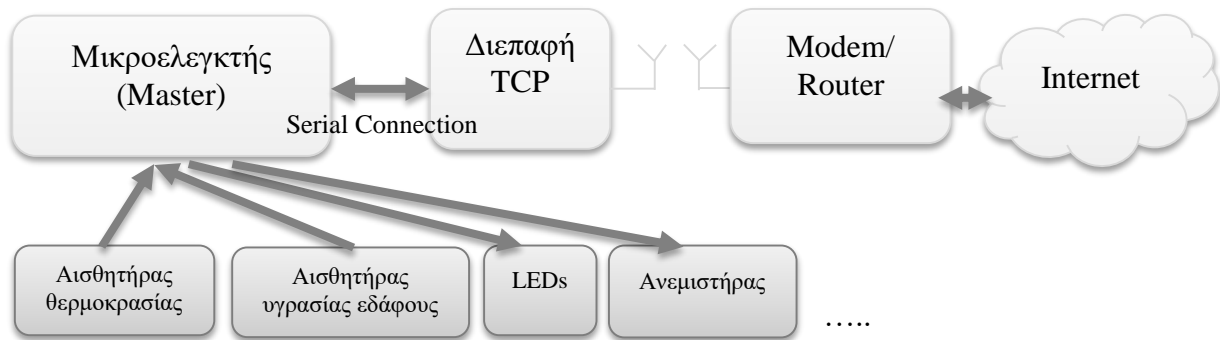 Μικροελεγκτής
(Master)
Διεπαφή
TCP
Modem/
Router
Internet
Serial Connection
Αισθητήρας
θερμοκρασίας
Αισθητήρας
υγρασίας εδάφους
LEDs
Ανεμιστήρας
…..